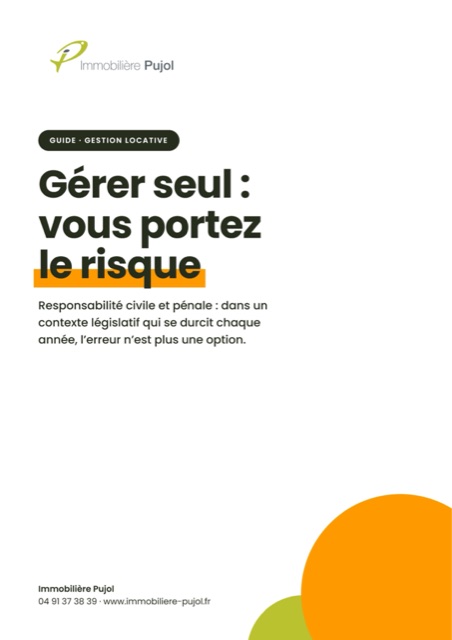 Immobilière Pujol
GUIDE · GESTION LOCATIVE
Gérer seul :
vous portez
le risque
Responsabilité civile et pénale : dans un
contexte législatif qui se durcit chaque
année, l’erreur n’est plus une option.
Immobilière Pujol
04 91 37 38 39 · www.immobiliere-pujol.fr